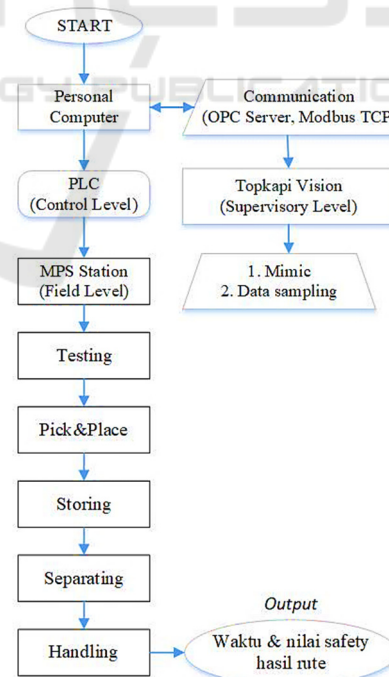 START
Personal
Computer
Communication
(OPC Server, Modbus TCP
PLC
(Control Level)
Topkapi Vision
(Supervisory Level)
MPS Station
(Field Level)
1. Mimic
2. Data sampling
Testing
Pick&Place
Storing
Separating
Handling
Output
Waktu & nilai safety
hasil rute